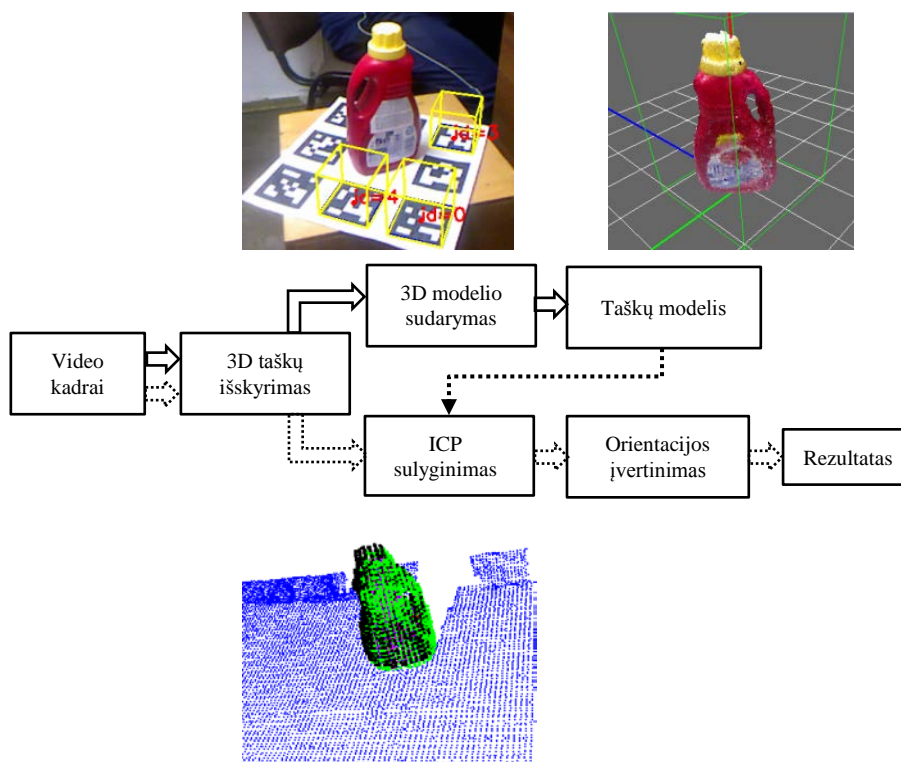 id=3
id=4
id=0
3D modelio
sudarymas
Taškų modelis
Video
kadrai
3D taškų
išskyrimas
ICP
sulyginimas
Orientacijos
įvertinimas
Rezultatas